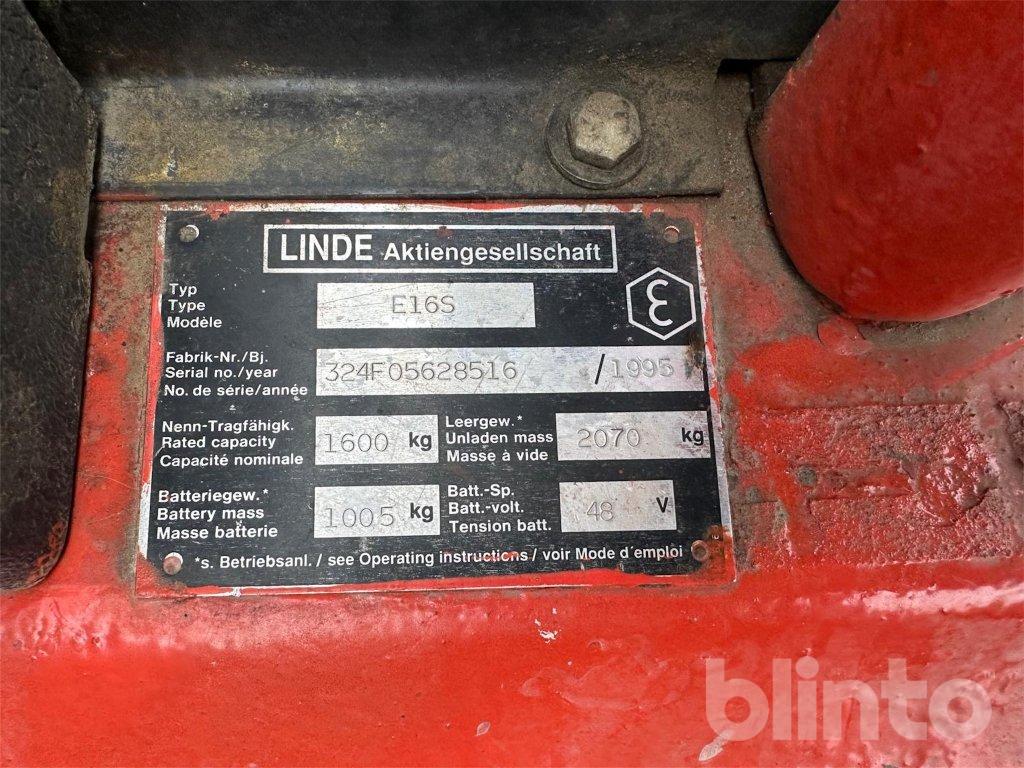 LINDE Aktiengesellschaft
Typ
Type
Modèle
E16S
Fabrik-Nr./Bj.
Serial no./year
No. de série/année
324F05628516 /1995
Nenn-Tragfähigk.
Rated capacity
Capacité nominale
1600 kg
Leergew.*
Unladen mass
Masse à vide
2070 kg
Batteriegew.*
Battery mass
Masse batterie
1005 kg
Batt.-Sp.
Batt.-volt.
Tension batt.
48 V
*s. Betriebsanl. / see Operating instructions / voir Mode d'emploi
blinto